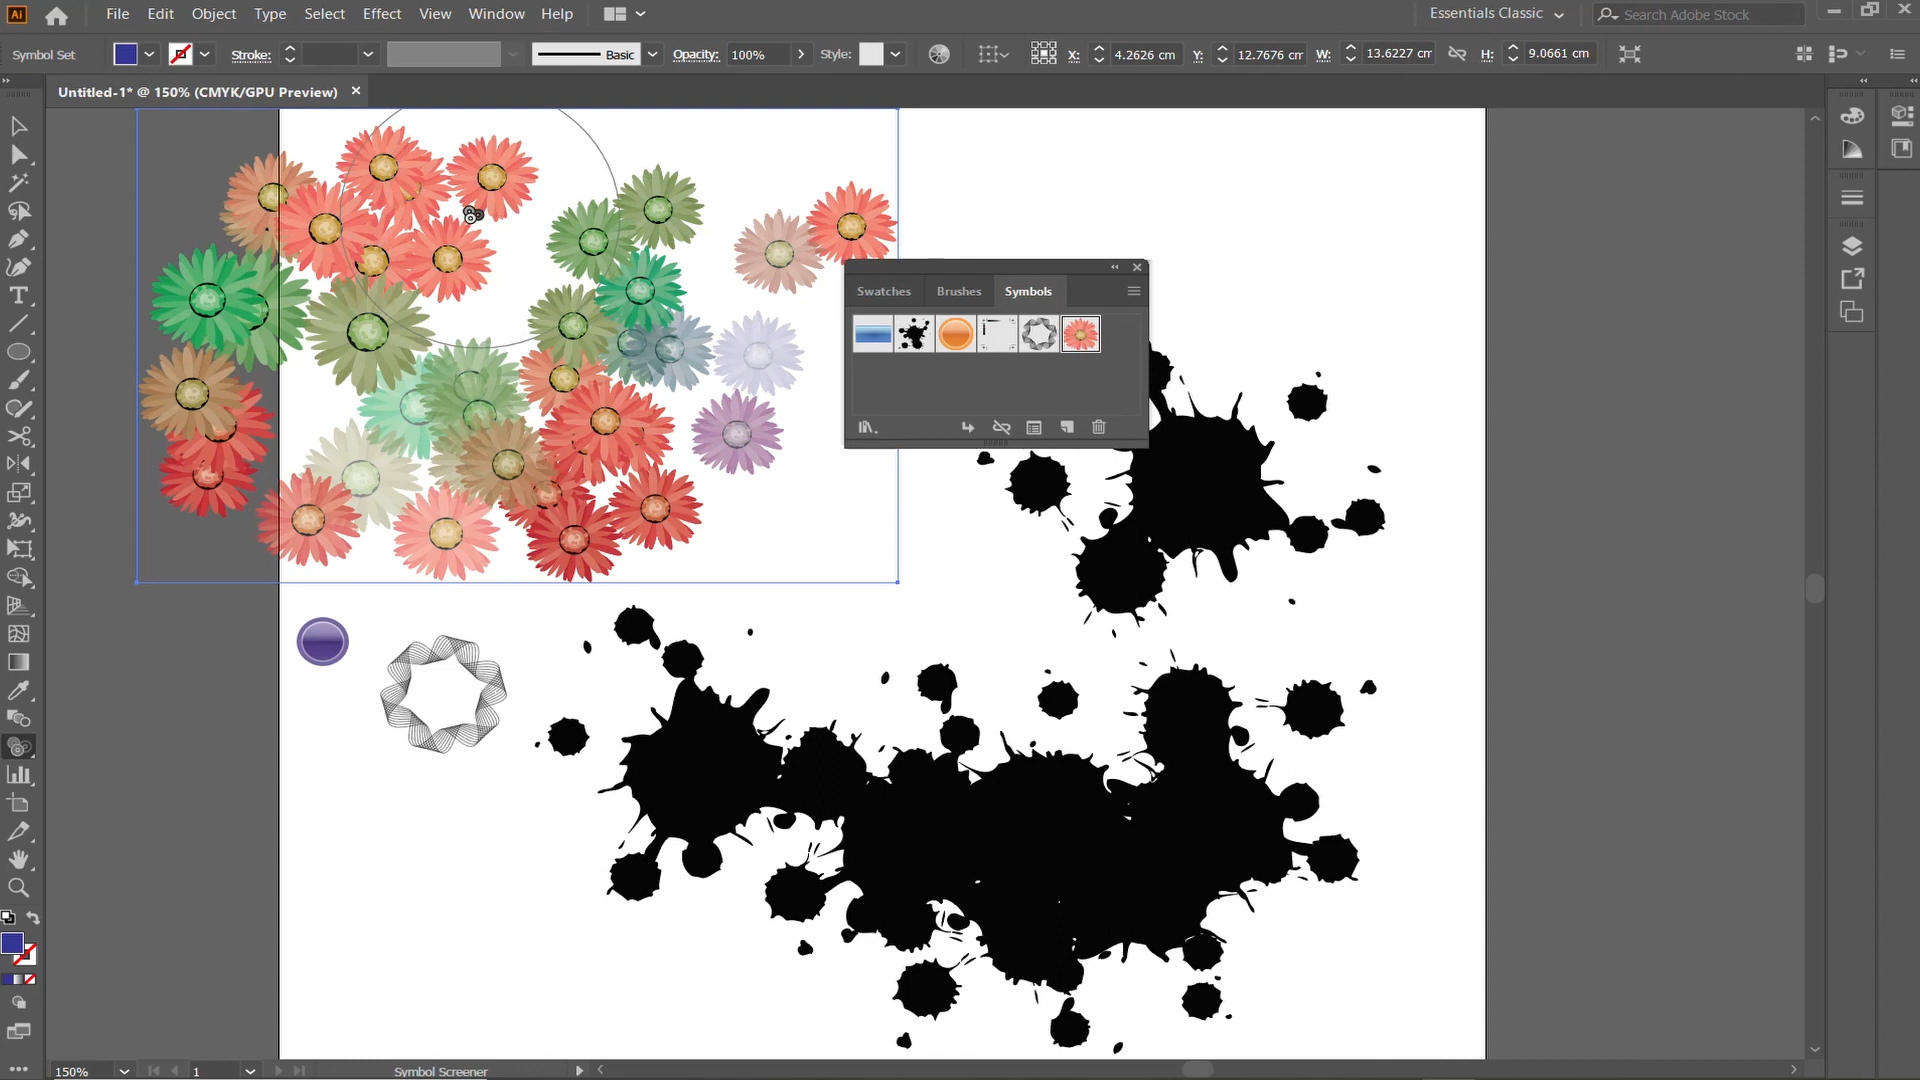 Ai File Edit Object Type Select Effect View Window Help Essentials Classic Search Adobe Stock
Symbol Set Stroke: Basic Opacity: 100% Style: X: 4.2626 cm Y: 12.7676 cm W: 13.6227 cm H: 9.0661 cm
Untitled-1* @ 150% (CMYK/GPU Preview)
Swatches Brushes Symbols
150% 1 Symbol Screener